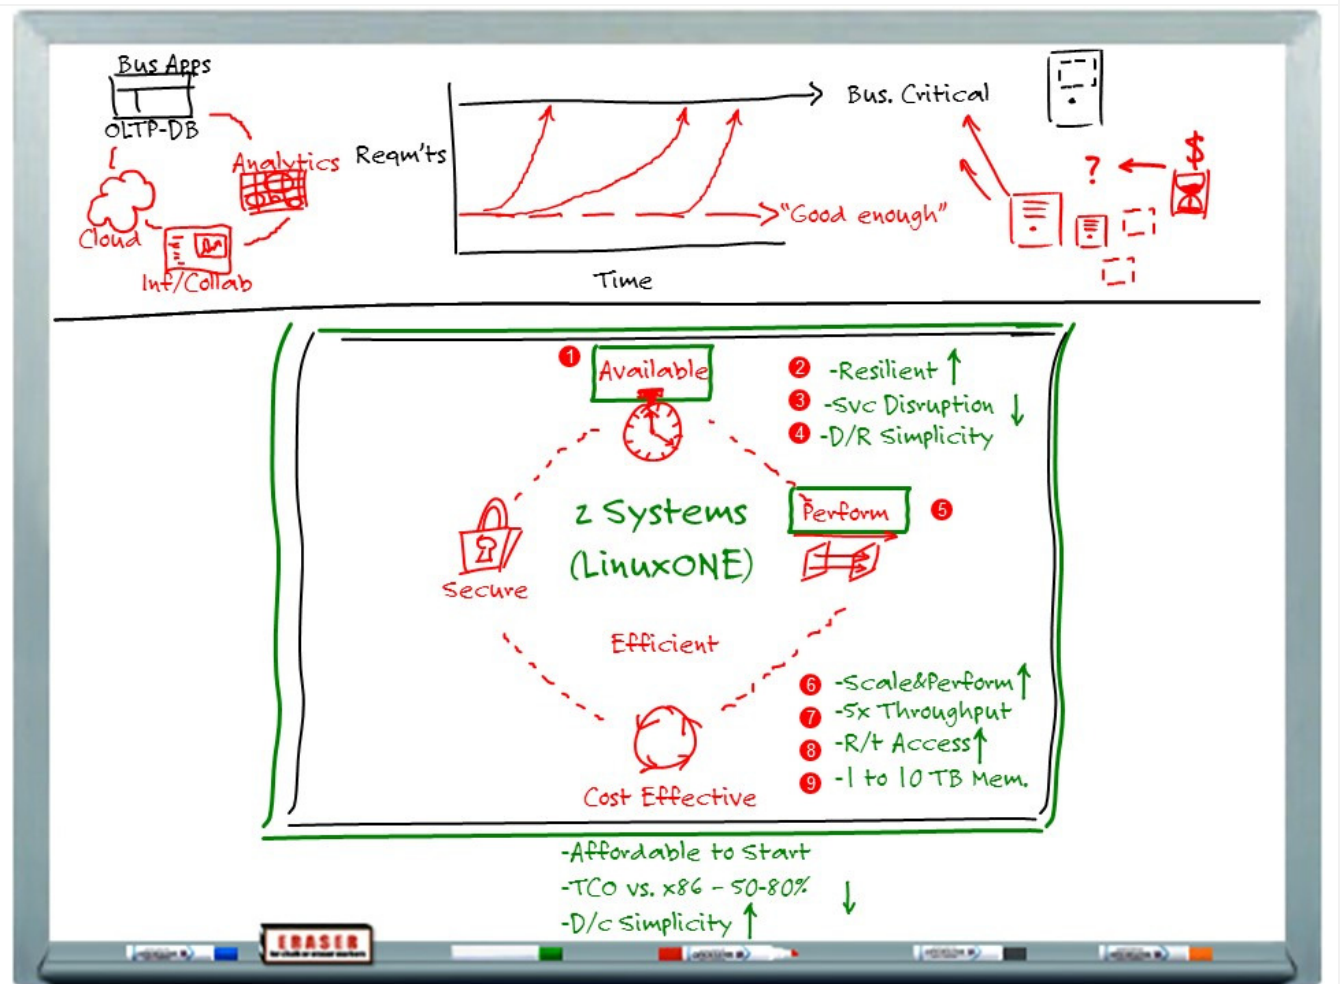 Bus Apps
OLTP-DB
Analytics
Cloud
Inf/Collab
Reqm'ts
Bus. Critical
"Good enough"
Time
?
$
1
Available
2 -Resilient ↑
3 -Svc Disruption ↓
4 -D/R Simplicity
z Systems
(LinuxONE)
Perform
5
Secure
Efficient
6 -Scale&Perform ↑
7 -5x Throughput
8 -R/t Access ↑
9 -1 to 10 TB Mem.
Cost Effective
-Affordable to Start
-TCO vs. x86 - 50-80% ↓
-D/c Simplicity ↑
ERASER